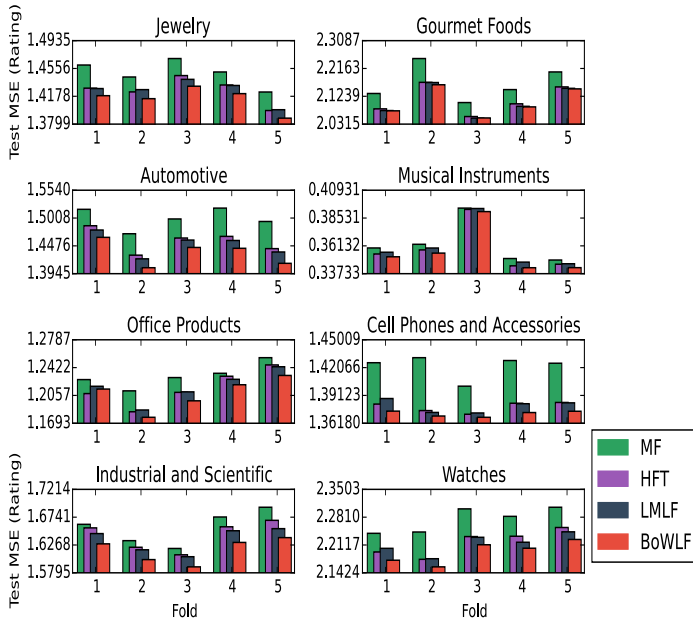 Jewelry
Test MSE (Rating)
1.4935
1.4556
1.4178
1.3799
1 2 3 4 5
Gourmet Foods
2.3087
2.2163
2.1239
2.0315
1 2 3 4 5
Automotive
1.5540
1.5008
1.4476
1.3945
1 2 3 4 5
Musical Instruments
0.40931
0.38531
0.36132
0.33733
1 2 3 4 5
Office Products
1.2787
1.2422
1.2057
1.1693
1 2 3 4 5
Cell Phones and Accessories
1.45009
1.42066
1.39123
1.36180
1 2 3 4 5
Industrial and Scientific
Test MSE (Rating)
1.7214
1.6741
1.6268
1.5795
1 2 3 4 5
Fold
Watches
2.3503
2.2810
2.2117
2.1424
1 2 3 4 5
Fold
MF
HFT
LMLF
BoWLF